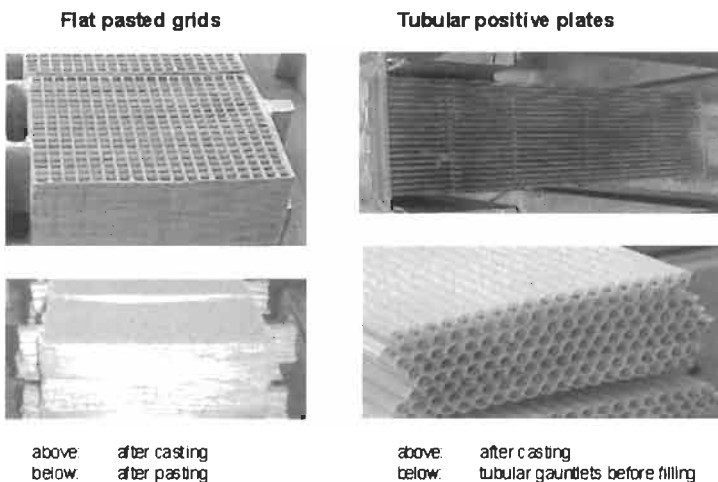 Flat pasted grids
Tubular positive plates
above: after casting
below: after pasting
above: after casting
below: tubular gauntlets before filling